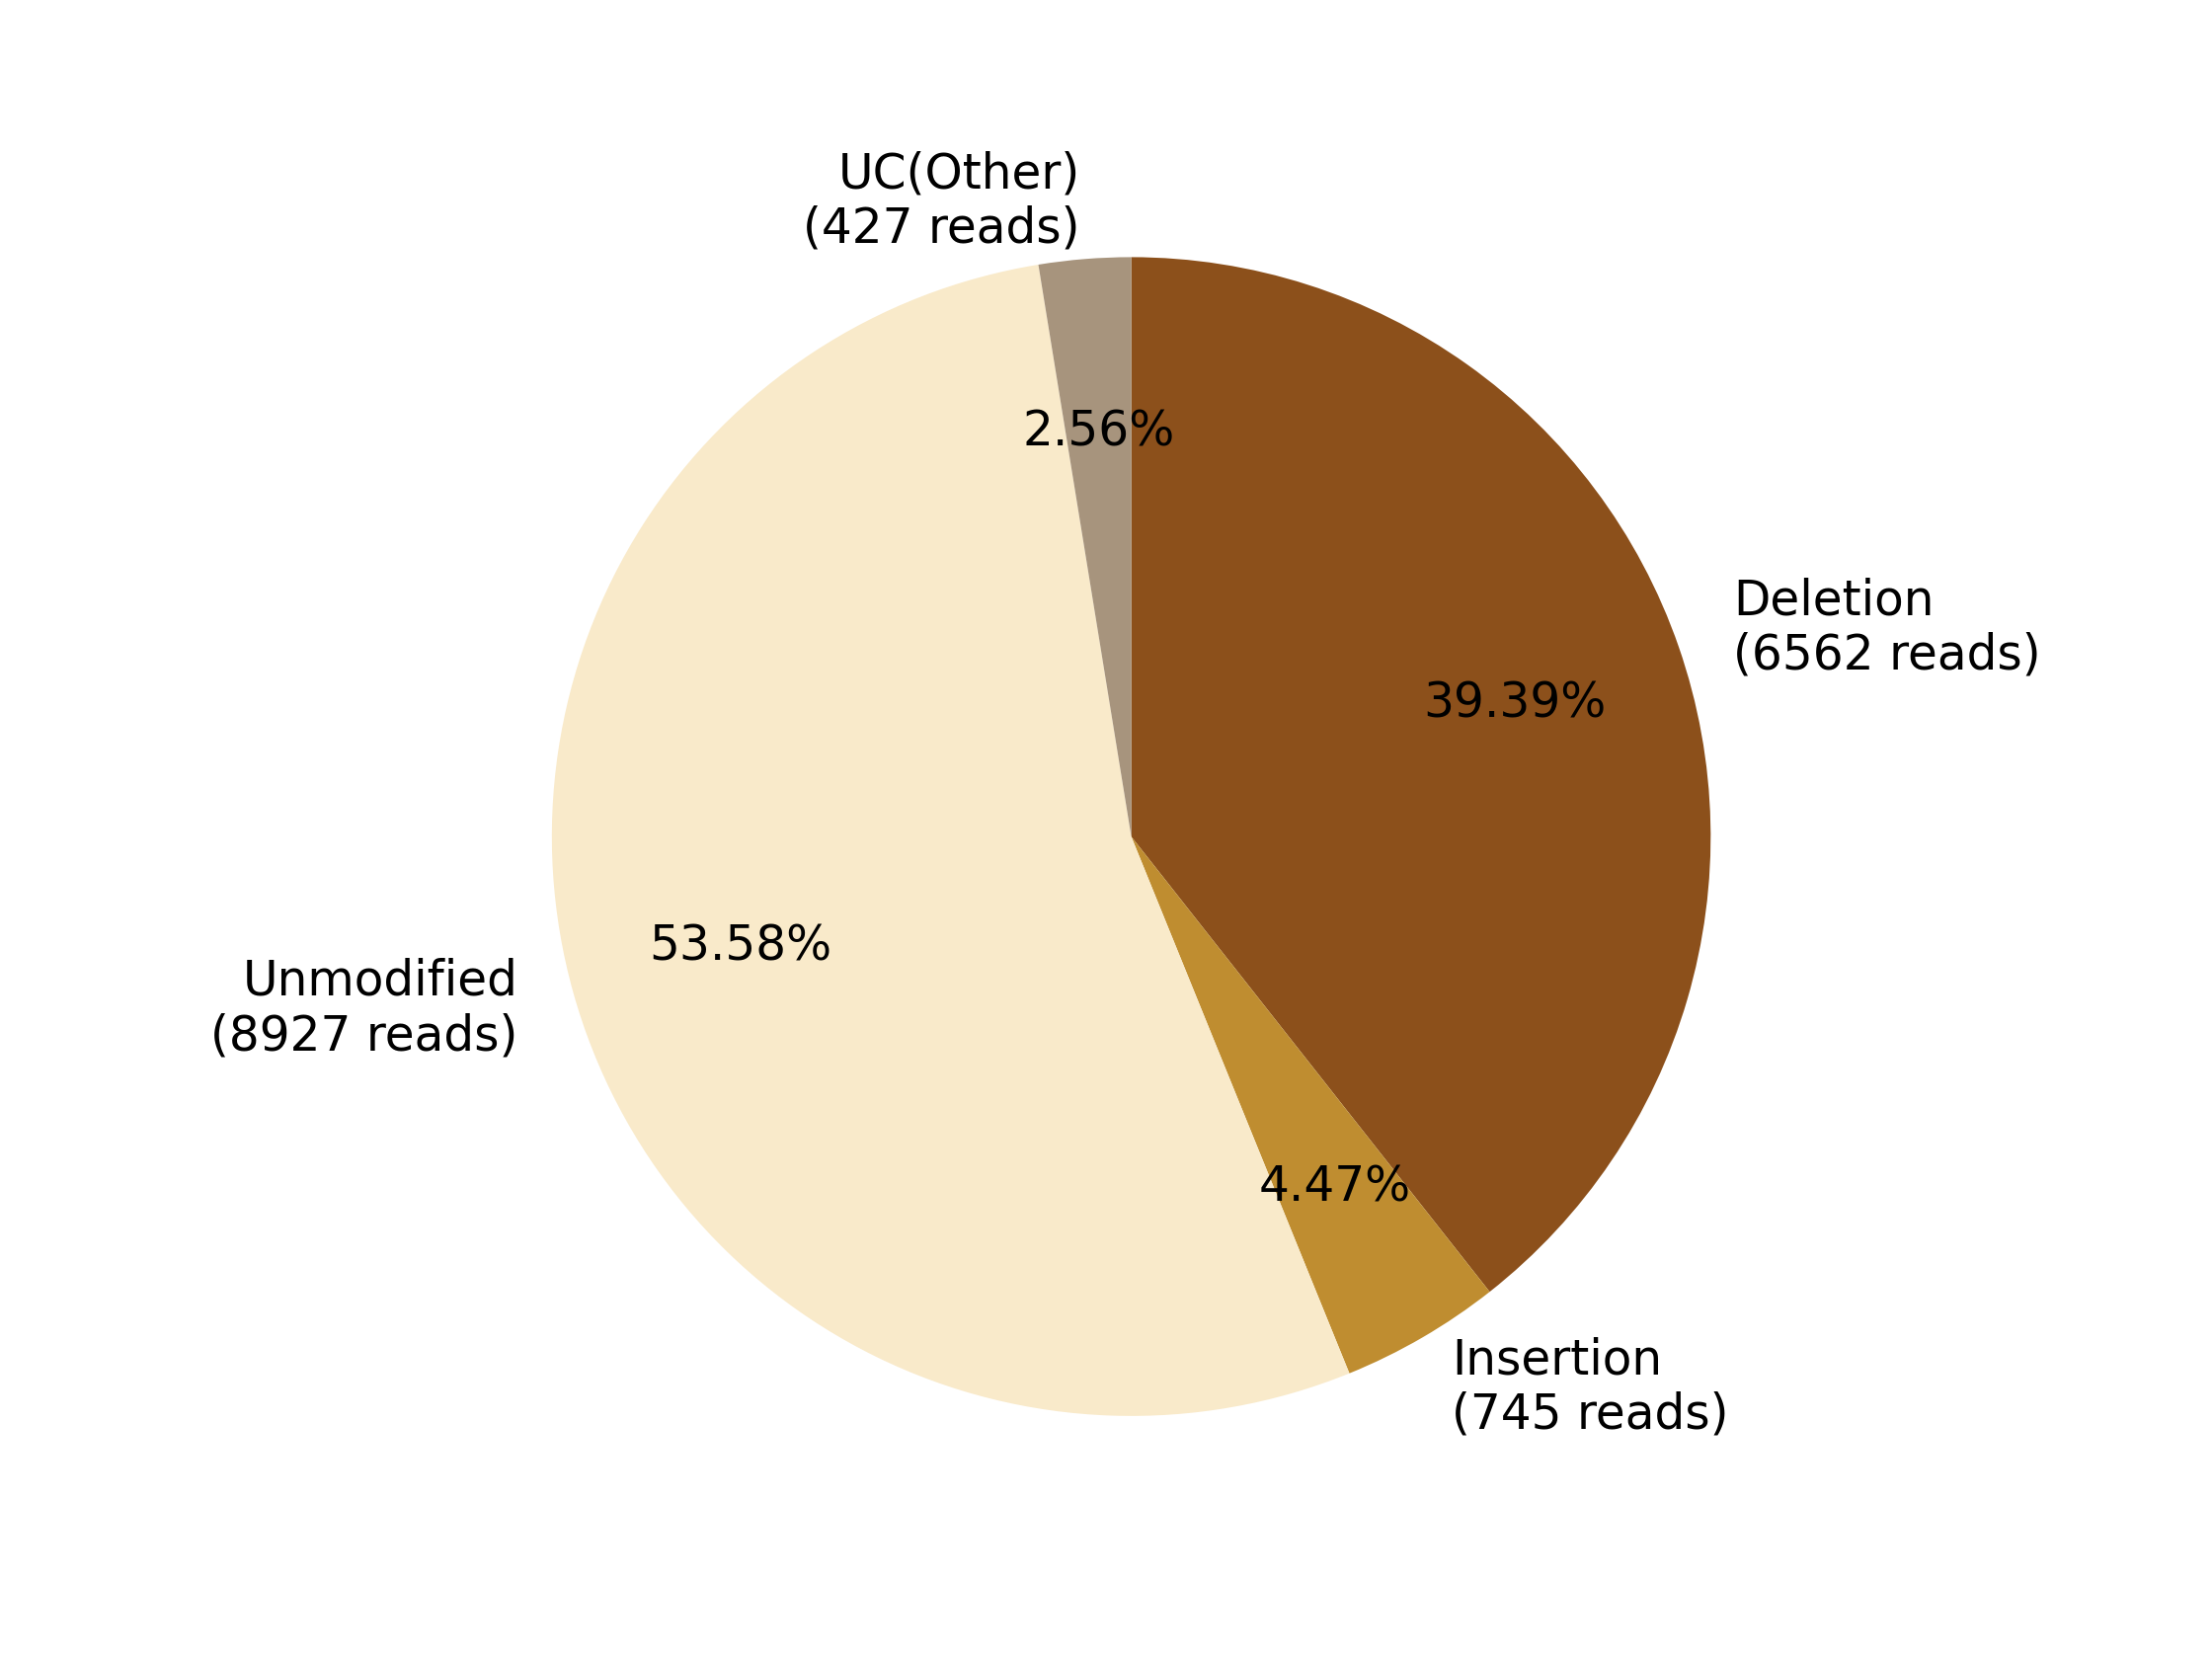 UC(Other)
(427 reads)
2.56%
Deletion
(6562 reads)
39.39%
53.58%
Unmodified
(8927 reads)
4.47%
Insertion
(745 reads)